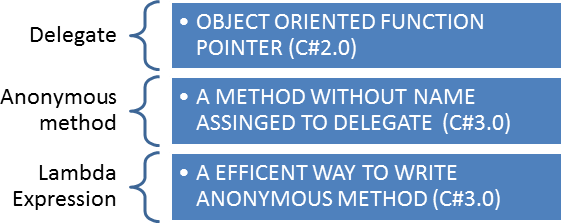 Delegate
• OBJECT ORIENTED FUNCTION
POINTER (C#2.0)
Anonymous
method
• A METHOD WITHOUT NAME
ASSINGED TO DELEGATE (C#3.0)
Lambda
Expression
• A EFFICENT WAY TO WRITE
ANONYMOUS METHOD (C#3.0)